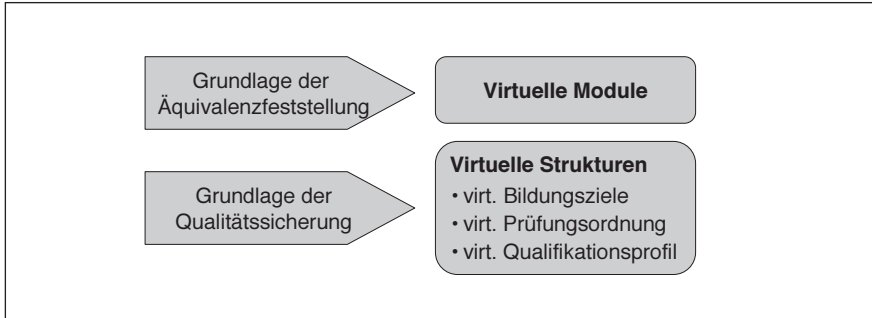 Grundlage der
Äquivalenzfeststellung
Virtuelle Module
Grundlage der
Qualitätssicherung
Virtuelle Strukturen
• virt. Bildungsziele
• virt. Prüfungsordnung
• virt. Qualifikationsprofil